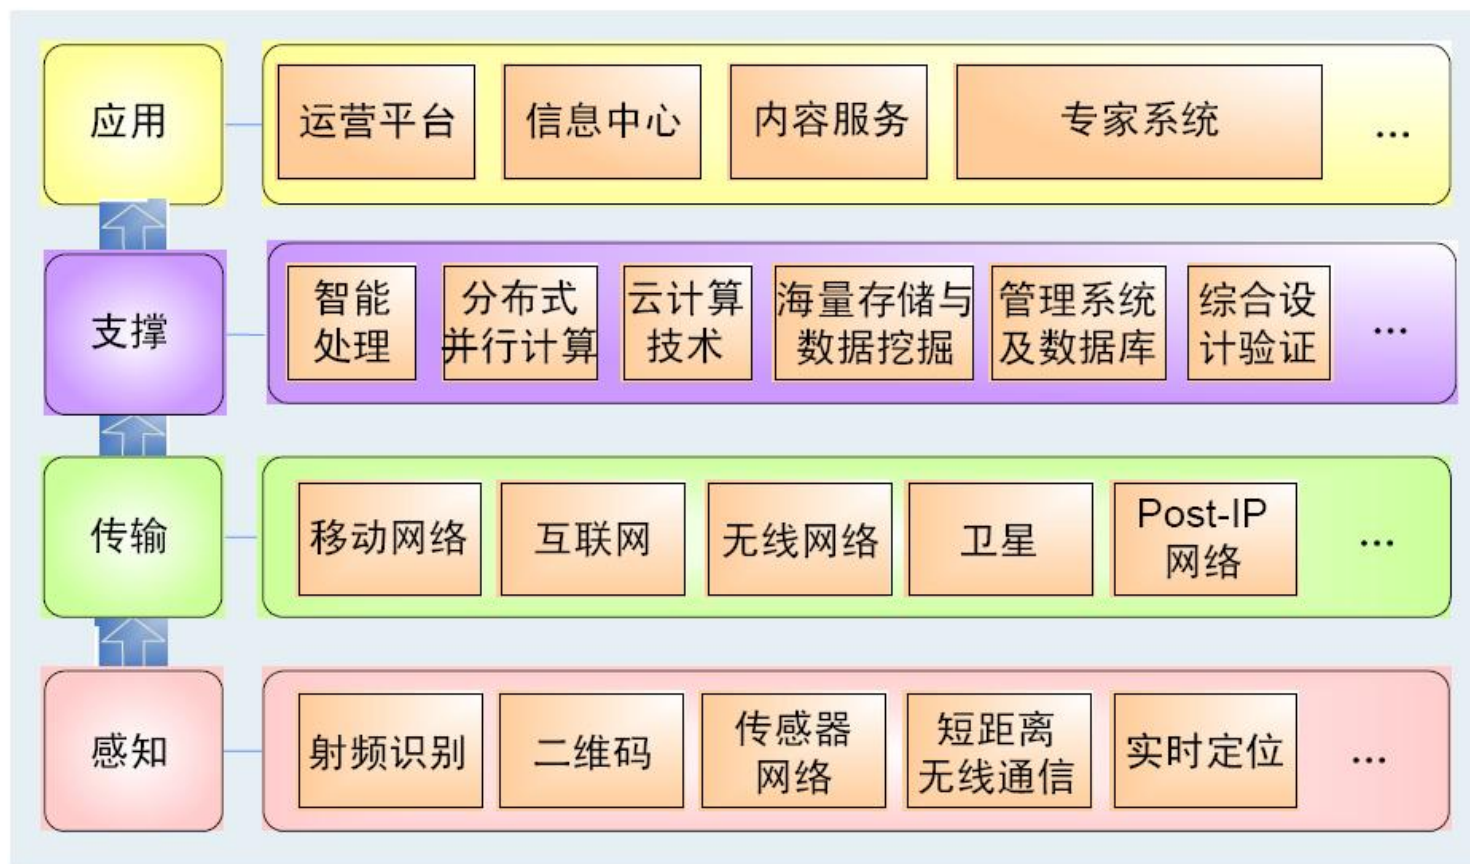 应用
运营平台
信息中心
内容服务
专家系统
...
支撑
智能
处理
分布式
并行计算
云计算
技术
海量存储与
数据挖掘
管理系统
及数据库
综合设
计验证
...
传输
移动网络
互联网
无线网络
卫星
Post-IP
网络
...
感知
射频识别
二维码
传感器
网络
短距离
无线通信
实时定位
...